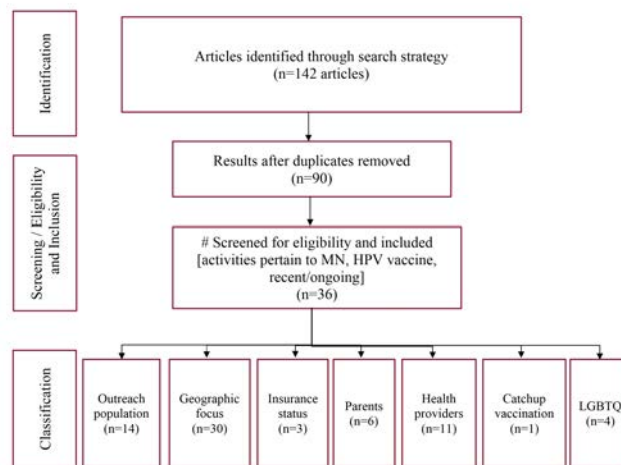 Identification
Articles identified through search strategy
(n=142 articles)
Screening / Eligibility
and Inclusion
Results after duplicates removed
(n=90)
# Screened for eligibility and included
[activities pertain to MN, HPV vaccine,
recent/ongoing]
(n=36)
Classification
Outreach
population
(n=14)
Geographic
focus
(n=30)
Insurance
status
(n=3)
Parents
(n=6)
Health
providers
(n=11)
Catchup
vaccination
(n=1)
LGBTQ
(n=4)